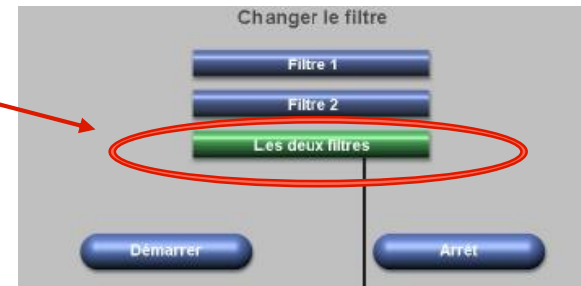 Changer le filtre
Filtre 1
Filtre 2
Les deux filtres
Démarrer
Arrêt